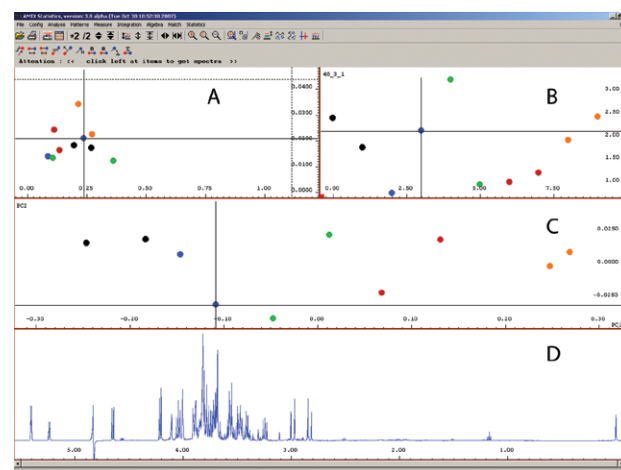 AMIX Statistics, version: 3.8 alpha (Tue Oct 30 10:52:10 2007)
File Config Analysis Patterns Measure Integration Algebra Match Statistics
*2 /2
Attention : << click left at items to get spectra >>
A
0.0400
0.0300
0.0200
0.0100
0.0000
0.00 0.25 0.50 0.75 1.00
60_3_1
B
3.00
2.50
2.00
1.50
1.00
0.00 2.50 5.00 7.50
PC2
C
0.0250
0.0000
-0.0250
-0.30 -0.20 -0.10 0.00 0.10 0.20 0.30
PC1
D
5.00 4.00 3.00 2.00 1.00